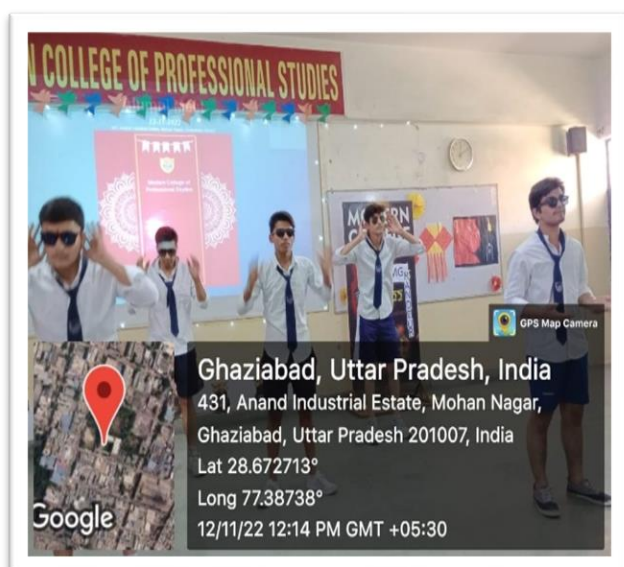 N COLLEGE OF PROFESSIONAL STUDIES
Modern College of
Professional Studies
MODERN
GPS Map Camera
Ghaziabad, Uttar Pradesh, India
431, Anand Industrial Estate, Mohan Nagar,
Ghaziabad, Uttar Pradesh 201007, India
Lat 28.672713°
Long 77.38738°
12/11/22 12:14 PM GMT +05:30
Google